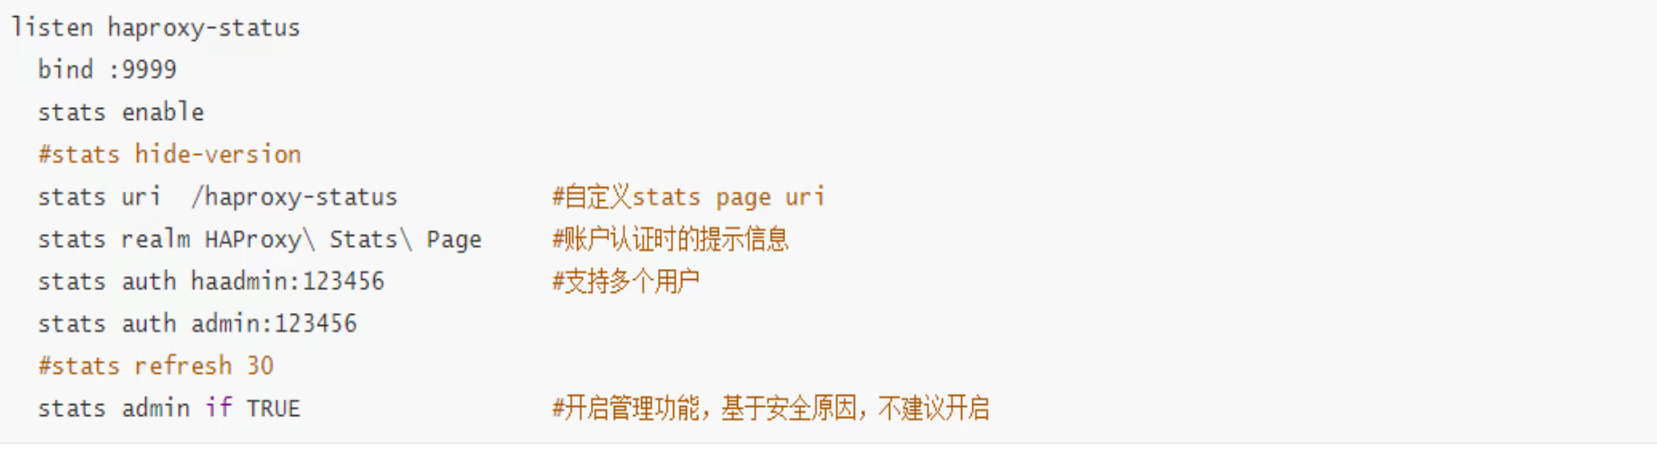 listen haproxy-status
  bind :9999
  stats enable
  #stats hide-version
  stats uri  /haproxy-status           #自定义stats page uri
  stats realm HAProxy\ Stats\ Page     #账户认证时的提示信息
  stats auth haadmin:123456            #支持多个用户
  stats auth admin:123456
  #stats refresh 30
  stats admin if TRUE                  #开启管理功能，基于安全原因，不建议开启